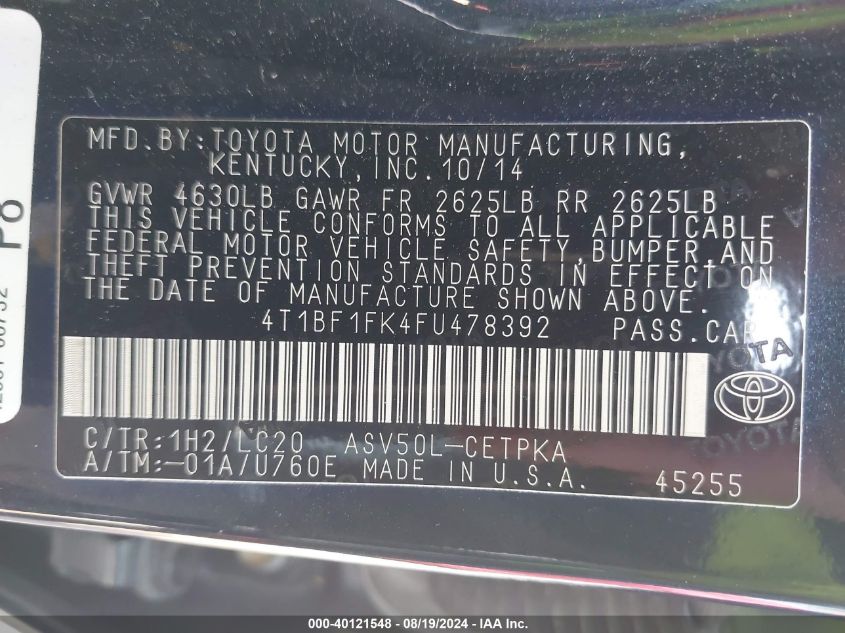 MFD. BY: TOYOTA MOTOR MANUFACTURING,
KENTUCKY, INC. 10/14
GVWR 4630LB GAWR FR 2625LB RR 2625LB
THIS VEHICLE CONFORMS TO ALL APPLICABLE
FEDERAL MOTOR VEHICLE SAFETY, BUMPER, AND
THEFT PREVENTION STANDARDS IN EFFECT ON
THE DATE OF MANUFACTURE SHOWN ABOVE.
4T1BF1FK4FU478392 PASS. CAR
TOYOTA
C/TR: 1H2/LC20 ASV50L-CETPKA
A/TM: -01A/U760E MADE IN U.S.A. 45255
P8
000-40121548 - 08/19/2024 - IAA Inc.